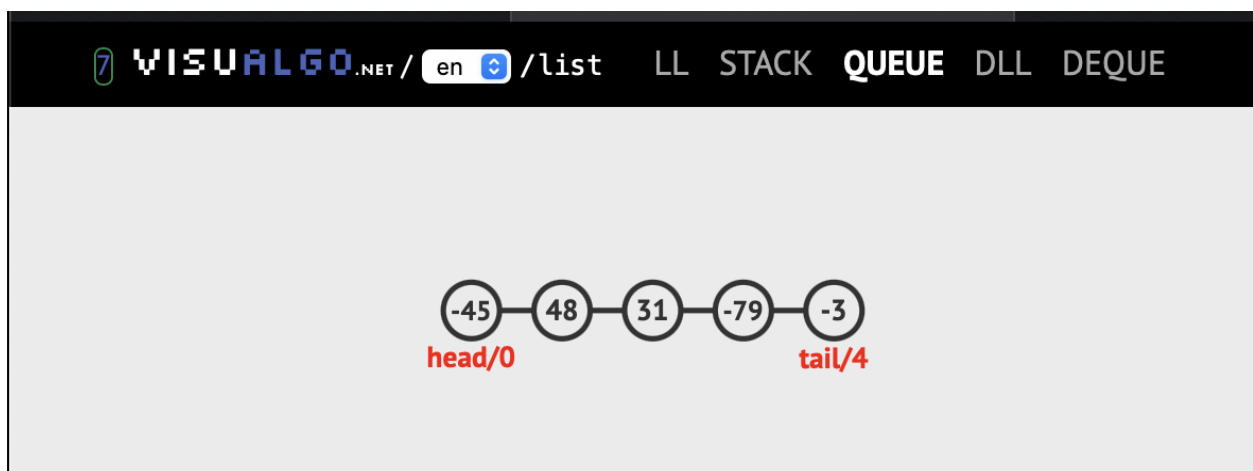 7 VISUALGO.NET / en /list LL STACK QUEUE DLL DEQUE
-45 48 31 -79 -3
head/0 tail/4